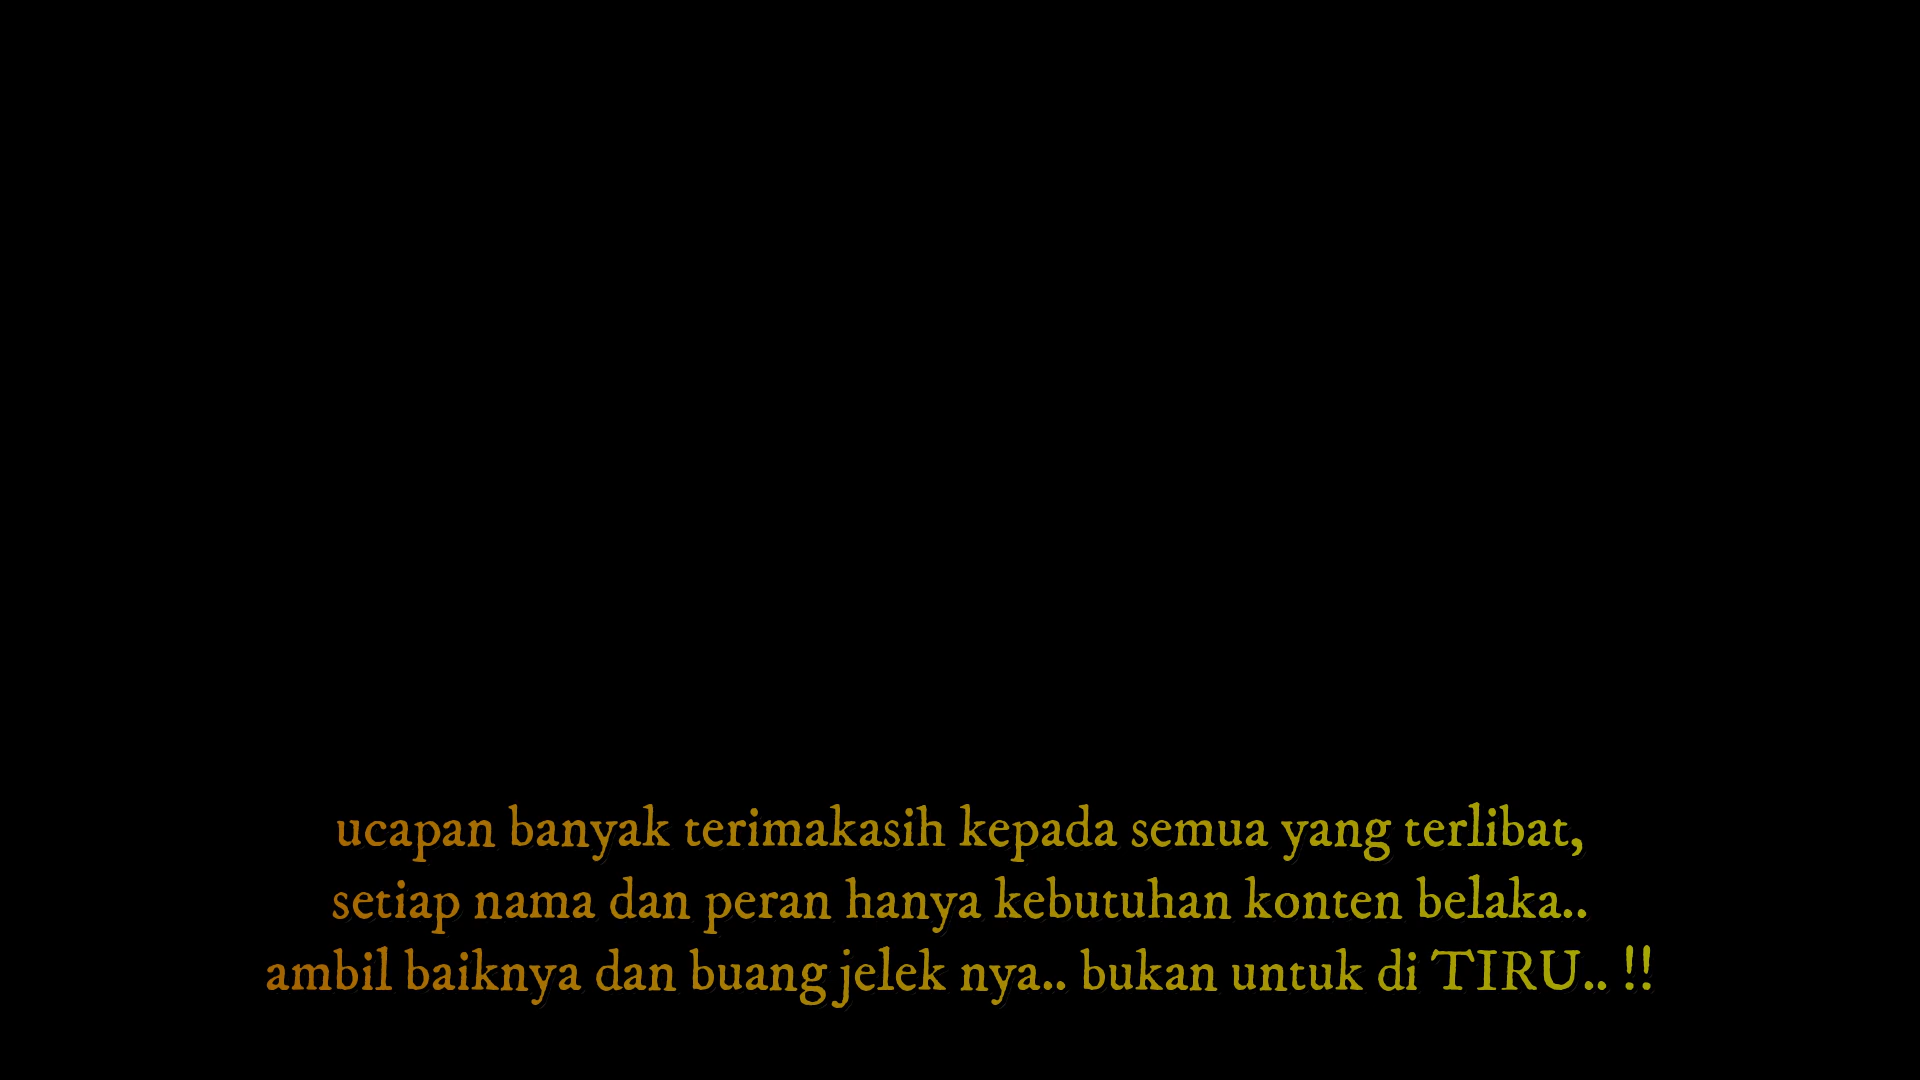 ucapan banyak terimakasih kepada semua yang terlibat,
setiap nama dan peran hanya kebutuhan konten belaka..
ambil baiknya dan buang jelek nya.. bukan untuk di TIRU.. !!